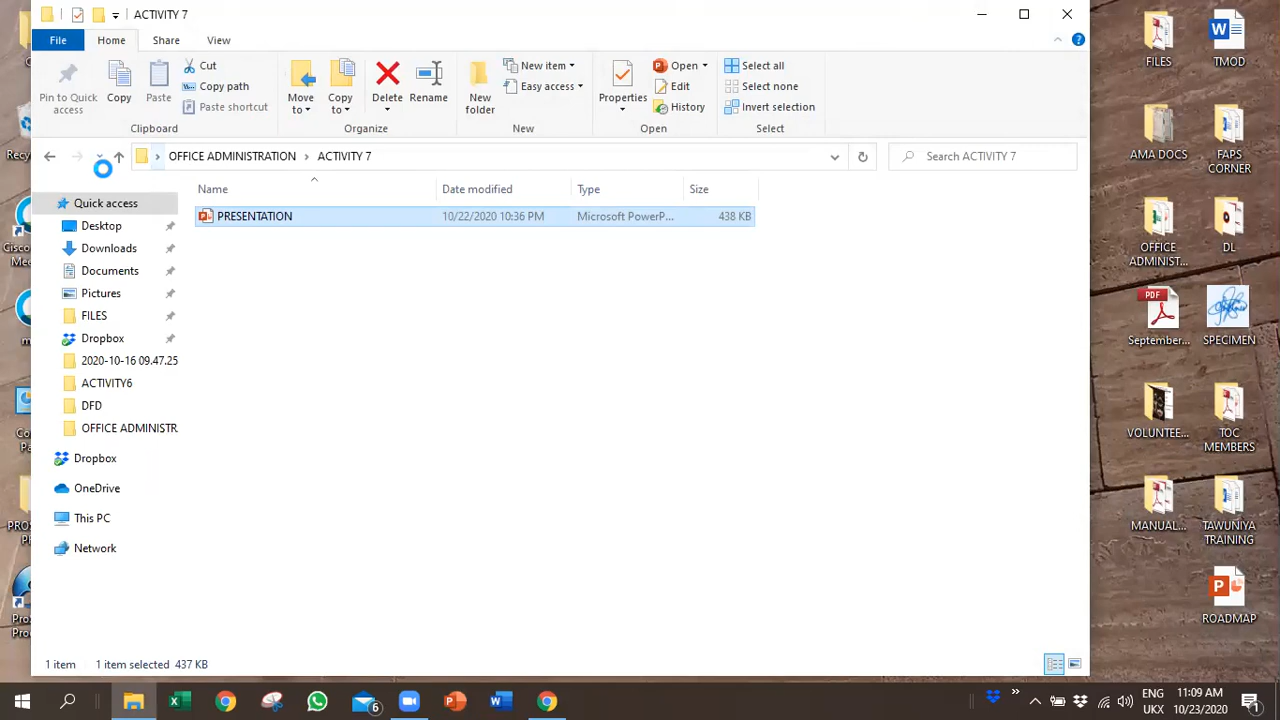 ACTIVITY 7
File Home Share View
Pin to Quick access
Copy
Paste
Cut
Copy path
Paste shortcut
Clipboard
Move to
Copy to
Delete
Rename
Organize
New folder
New item
Easy access
New
Properties
Open
Edit
History
Open
Select all
Select none
Invert selection
Select
OFFICE ADMINISTRATION > ACTIVITY 7
Search ACTIVITY 7
Name Date modified Type Size
PRESENTATION 10/22/2020 10:36 PM Microsoft PowerP... 438 KB
Quick access
Desktop
Downloads
Documents
Pictures
FILES
Dropbox
2020-10-16 09.47.25
ACTIVITY6
DFD
OFFICE ADMINISTR
Dropbox
OneDrive
This PC
Network
1 item 1 item selected 437 KB
FILES
TMOD
AMA DOCS
FAPS CORNER
OFFICE ADMINIST...
DL
PDF
September...
SPECIMEN
VOLUNTEE...
TOC MEMBERS
MANUAL...
TAWUNIYA TRAINING
ROADMAP
6
ENG
UKX
11:09 AM
10/23/2020
1